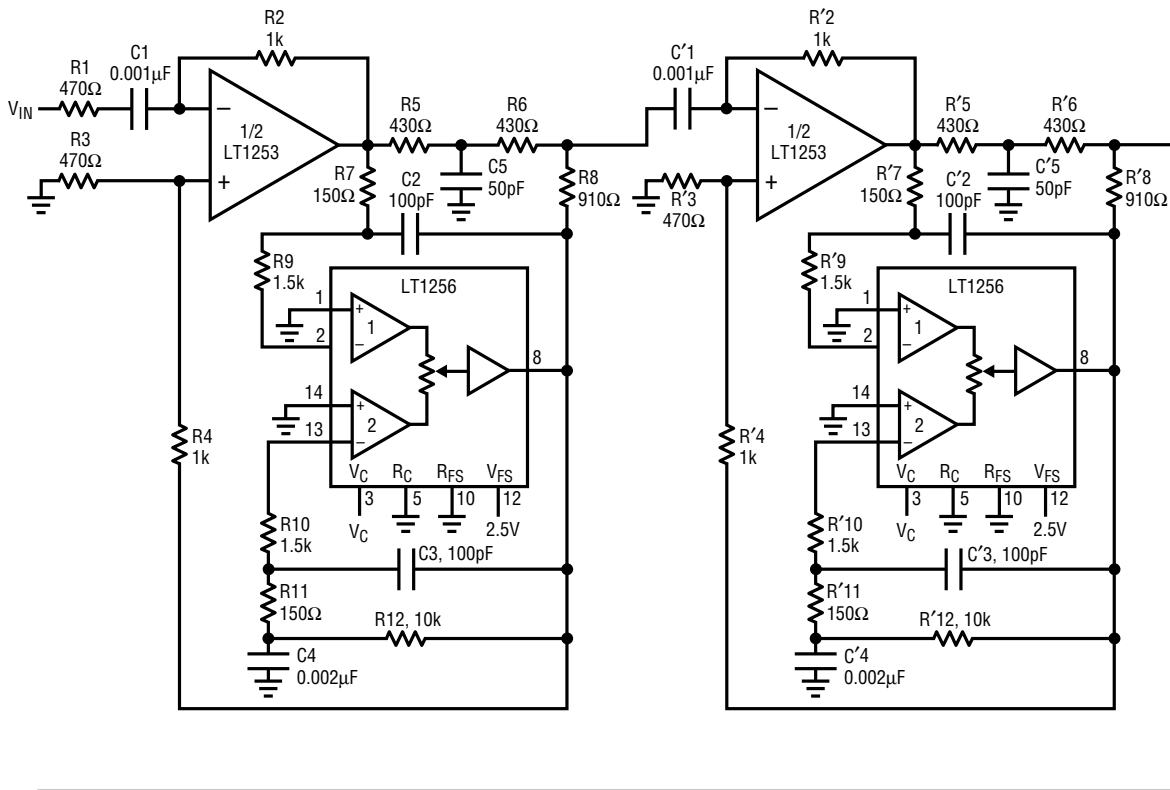 R2
1k
C1
0.001µF
R1
470Ω
VIN
R3
470Ω
–
+
1/2
LT1253
R5
430Ω
R6
430Ω
R7
150Ω
C2
100pF
C5
50pF
R8
910Ω
R9
1.5k
LT1256
1
2
+
–
1
8
14
13
+
–
2
R4
1k
VC
RC
RFS
VFS
3
5
10
12
VC
2.5V
R10
1.5k
C3, 100pF
R11
150Ω
R12, 10k
C4
0.002µF
R′2
1k
C′1
0.001µF
–
+
1/2
LT1253
R′3
470Ω
R′5
430Ω
R′6
430Ω
R′7
150Ω
C′2
100pF
C′5
50pF
R′8
910Ω
R′9
1.5k
LT1256
1
2
+
–
1
8
14
13
+
–
2
R′4
1k
VC
RC
RFS
VFS
3
5
10
12
VC
2.5V
R′10
1.5k
C′3, 100pF
R′11
150Ω
R′12, 10k
C′4
0.002µF